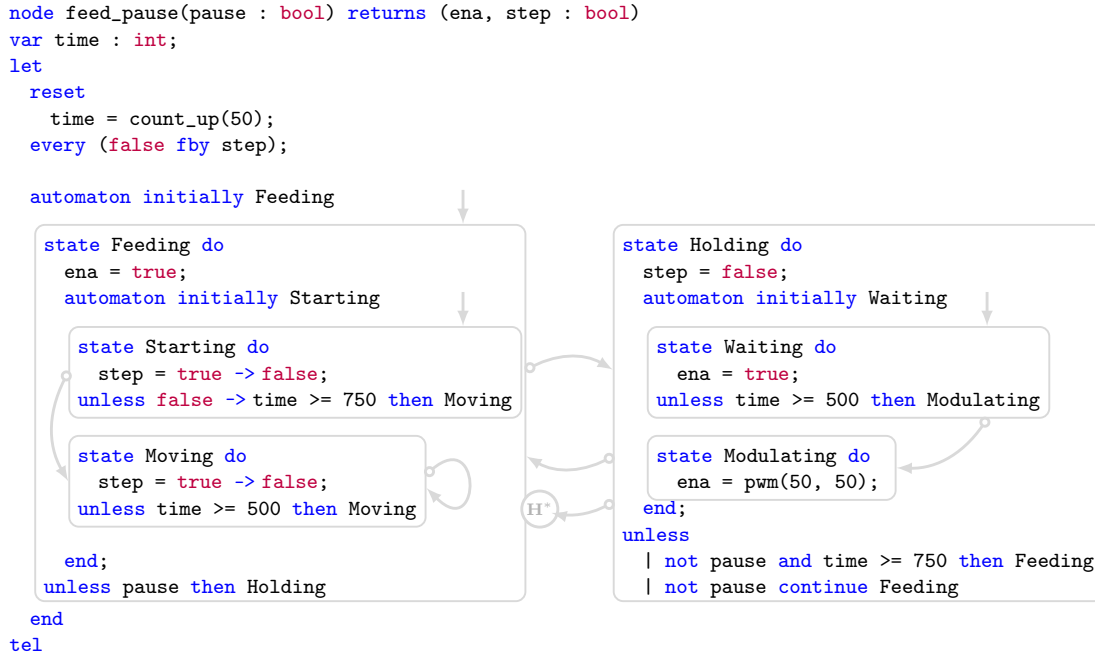 node feed_pause(pause : bool) returns (ena, step : bool)
var time : int;
let
reset
time = count_up(50);
every (false fby step);
automaton initially Feeding
state Feeding do
ena = true;
automaton initially Starting
state Starting do
step = true -> false;
unless false -> time >= 750 then Moving
state Moving do
step = true -> false;
unless time >= 500 then Moving
end;
unless pause then Holding
H*
state Holding do
step = false;
automaton initially Waiting
state Waiting do
ena = true;
unless time >= 500 then Modulating
state Modulating do
ena = pwm(50, 50);
end;
unless
| not pause and time >= 750 then Feeding
| not pause continue Feeding
end
tel